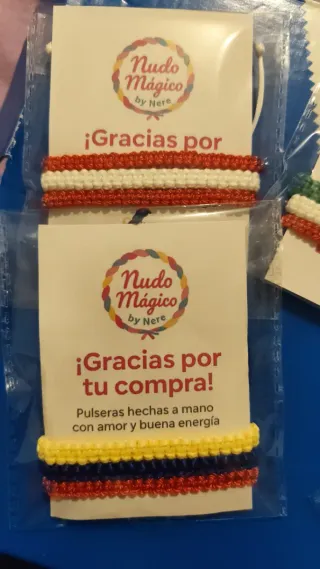 Nudo
Mágico
by Nere
¡Gracias por
Nudo
Mágico
by Nere
¡Gracias por
tu compra!
Pulseras hechas a mano
con amor y buena energía